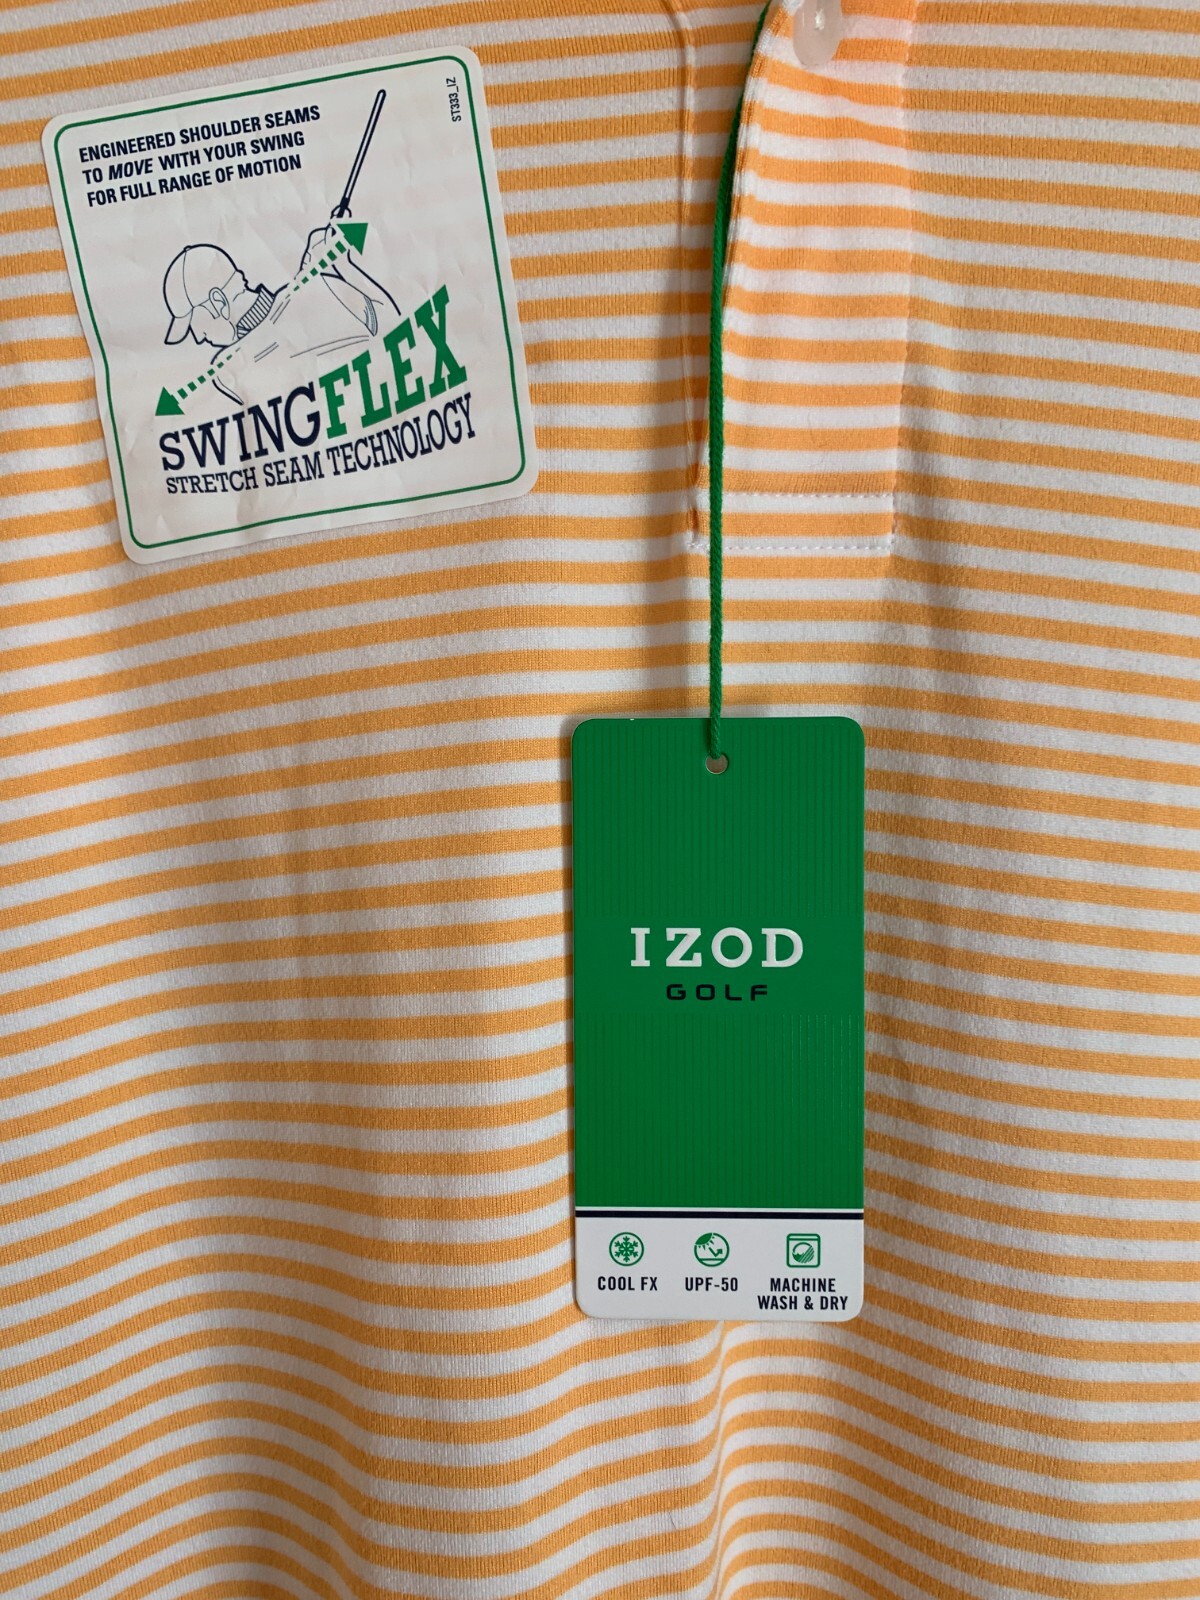 ST333_IZ
ENGINEERED SHOULDER SEAMS
TO MOVE WITH YOUR SWING
FOR FULL RANGE OF MOTION
SWINGFLEX
STRETCH SEAM TECHNOLOGY
IZOD
GOLF
COOL FX
UPF-50
MACHINE
WASH & DRY